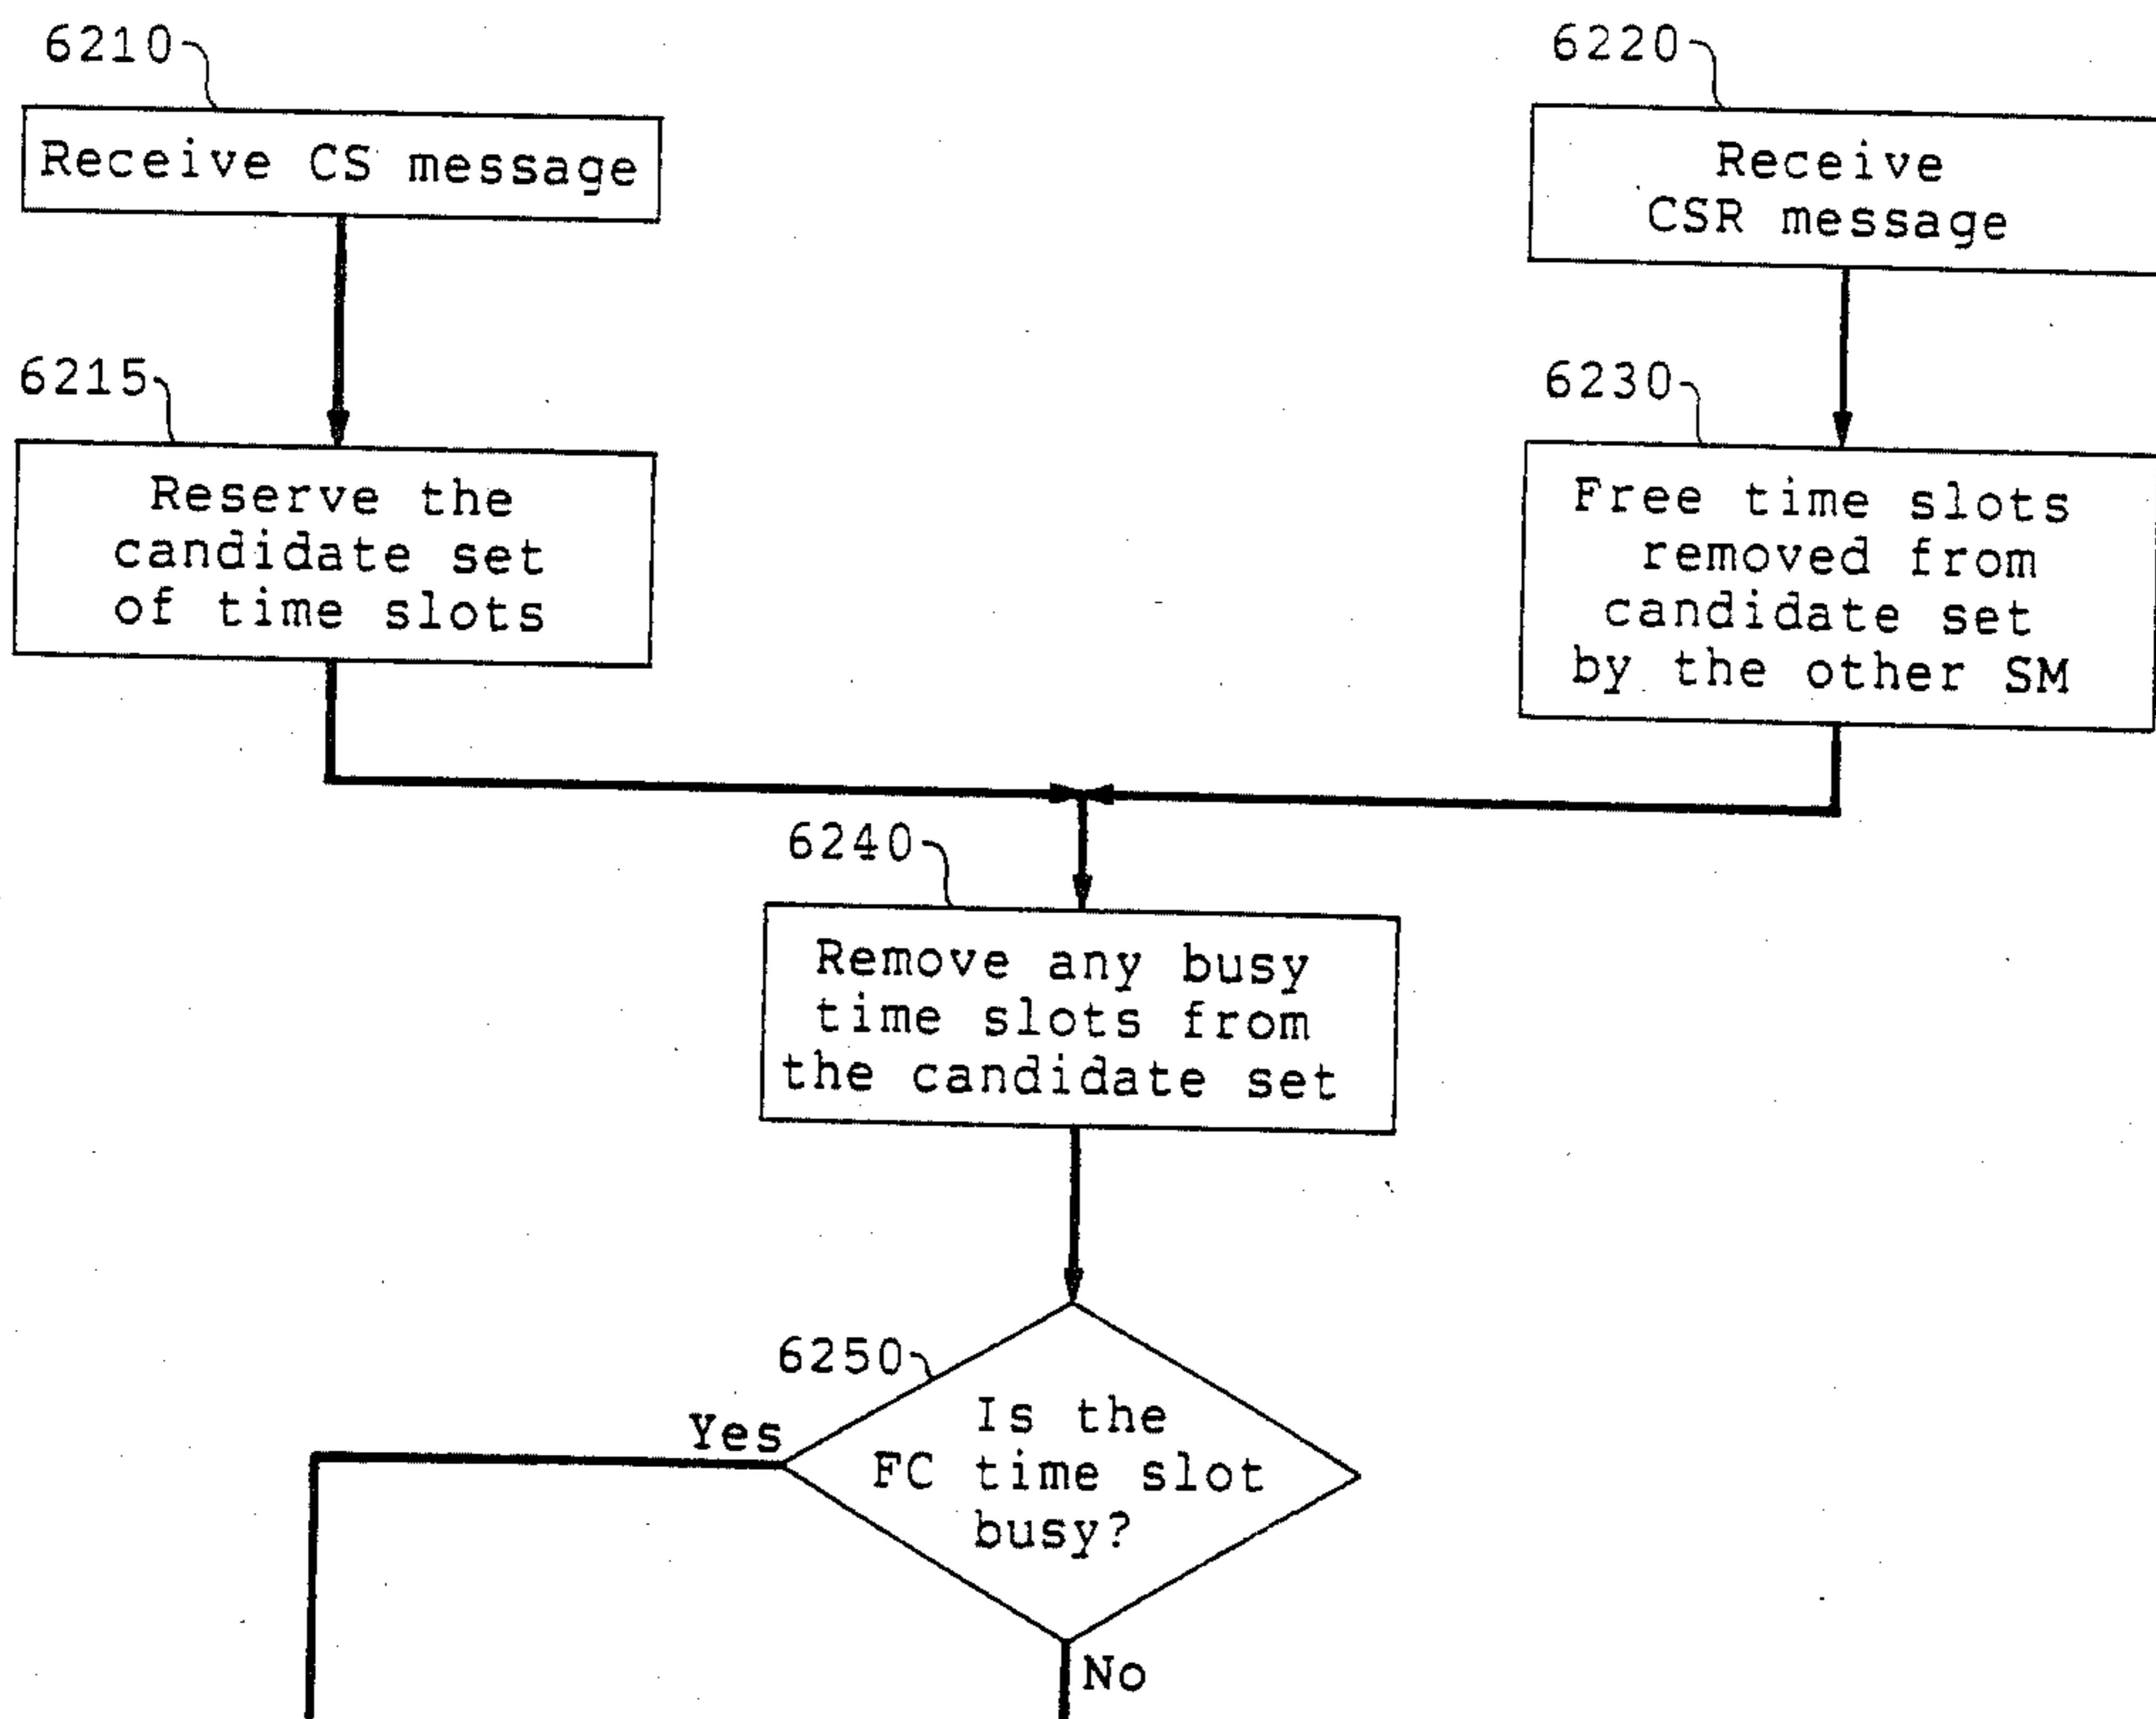 6210
Receive CS message
6220
Receive
CSR message
6215
Reserve the
candidate set
of time slots
6230
Free time slots
removed from
candidate set
by the other SM
6240
Remove any busy
time slots from
the candidate set
6250
Is the
FC time slot
busy?
Yes
No